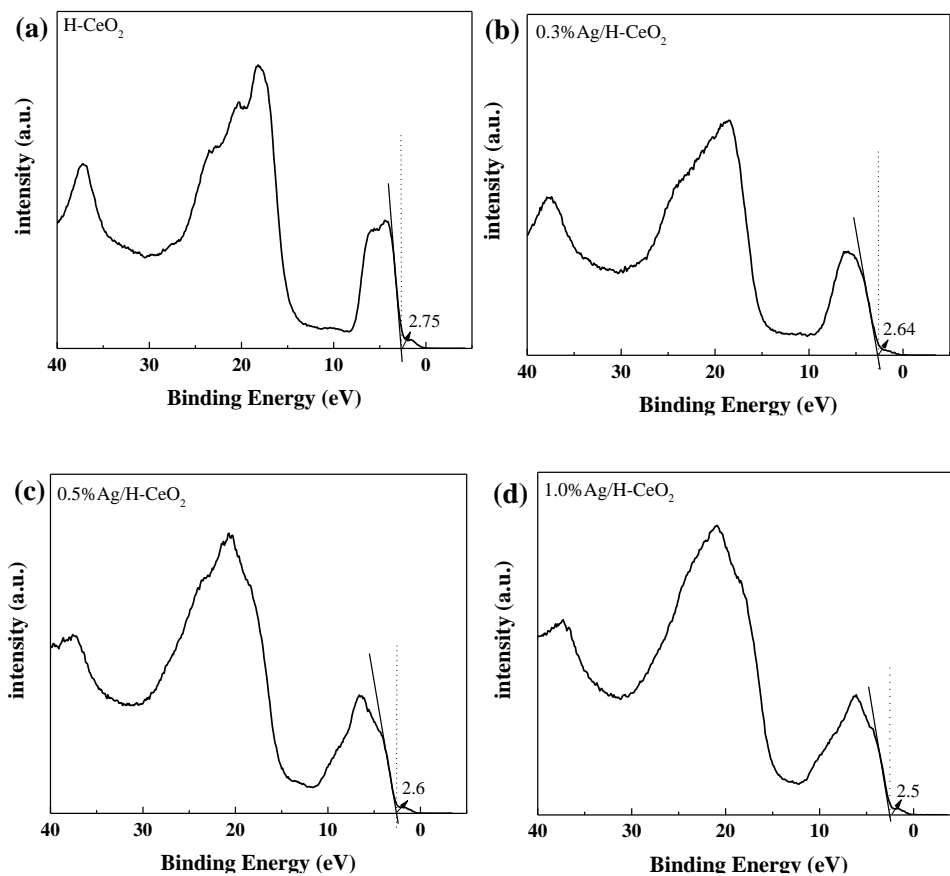 (a)
H-CeO₂
intensity (a.u.)
2.75
40 30 20 10 0
Binding Energy (eV)
(b)
0.3%Ag/H-CeO₂
intensity (a.u.)
2.64
40 30 20 10 0
Binding Energy (eV)
(c)
0.5%Ag/H-CeO₂
intensity (a.u.)
2.6
40 30 20 10 0
Binding Energy (eV)
(d)
1.0%Ag/H-CeO₂
intensity (a.u.)
2.5
40 30 20 10 0
Binding Energy (eV)